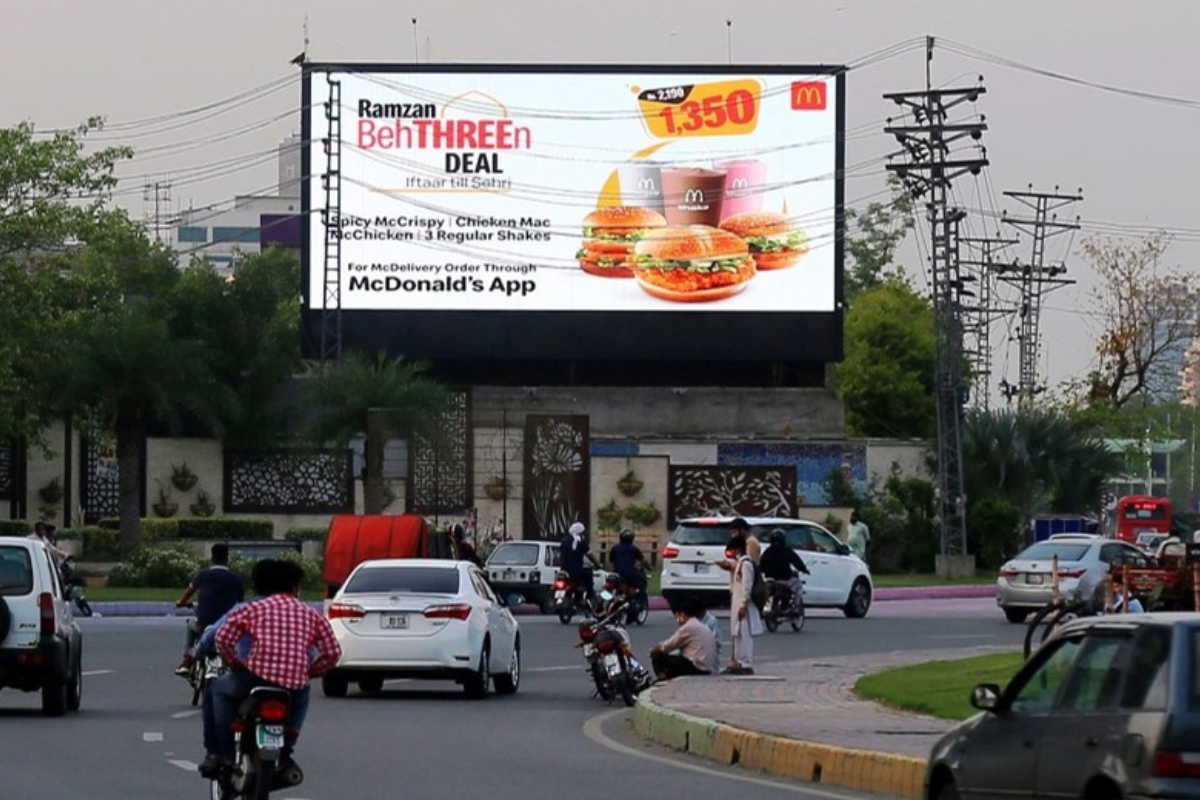 Ramzan
BehTHREEn
DEAL
Iftaar till Sehri
Spicy McCrispy | Chicken Mac
McChicken | 3 Regular Shakes
For McDelivery Order Through
McDonald's App
Rs. 2,190
1,350